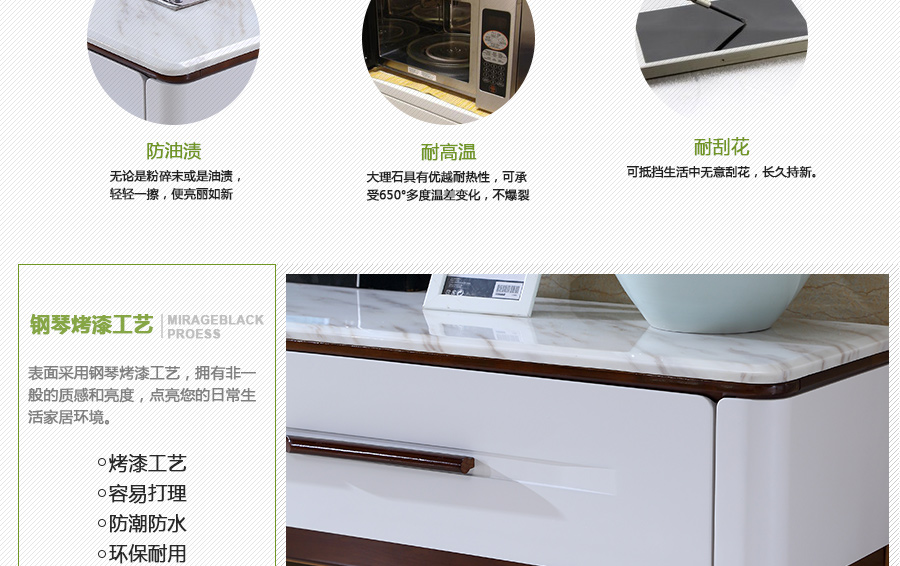 防油渍
无论是粉碎末或是油渍，
轻轻一擦，便亮丽如新
耐高温
大理石具有优越耐热性，可承
受650°多度温差变化，不爆裂
耐刮花
可抵挡生活中无意刮花，长久持新。
钢琴烤漆工艺
MIRAGEBLACK
PROESS
表面采用钢琴烤漆工艺，拥有非一
般的质感和亮度，点亮您的日常生
活家居环境。
○烤漆工艺
○容易打理
○防潮防水
○环保耐用